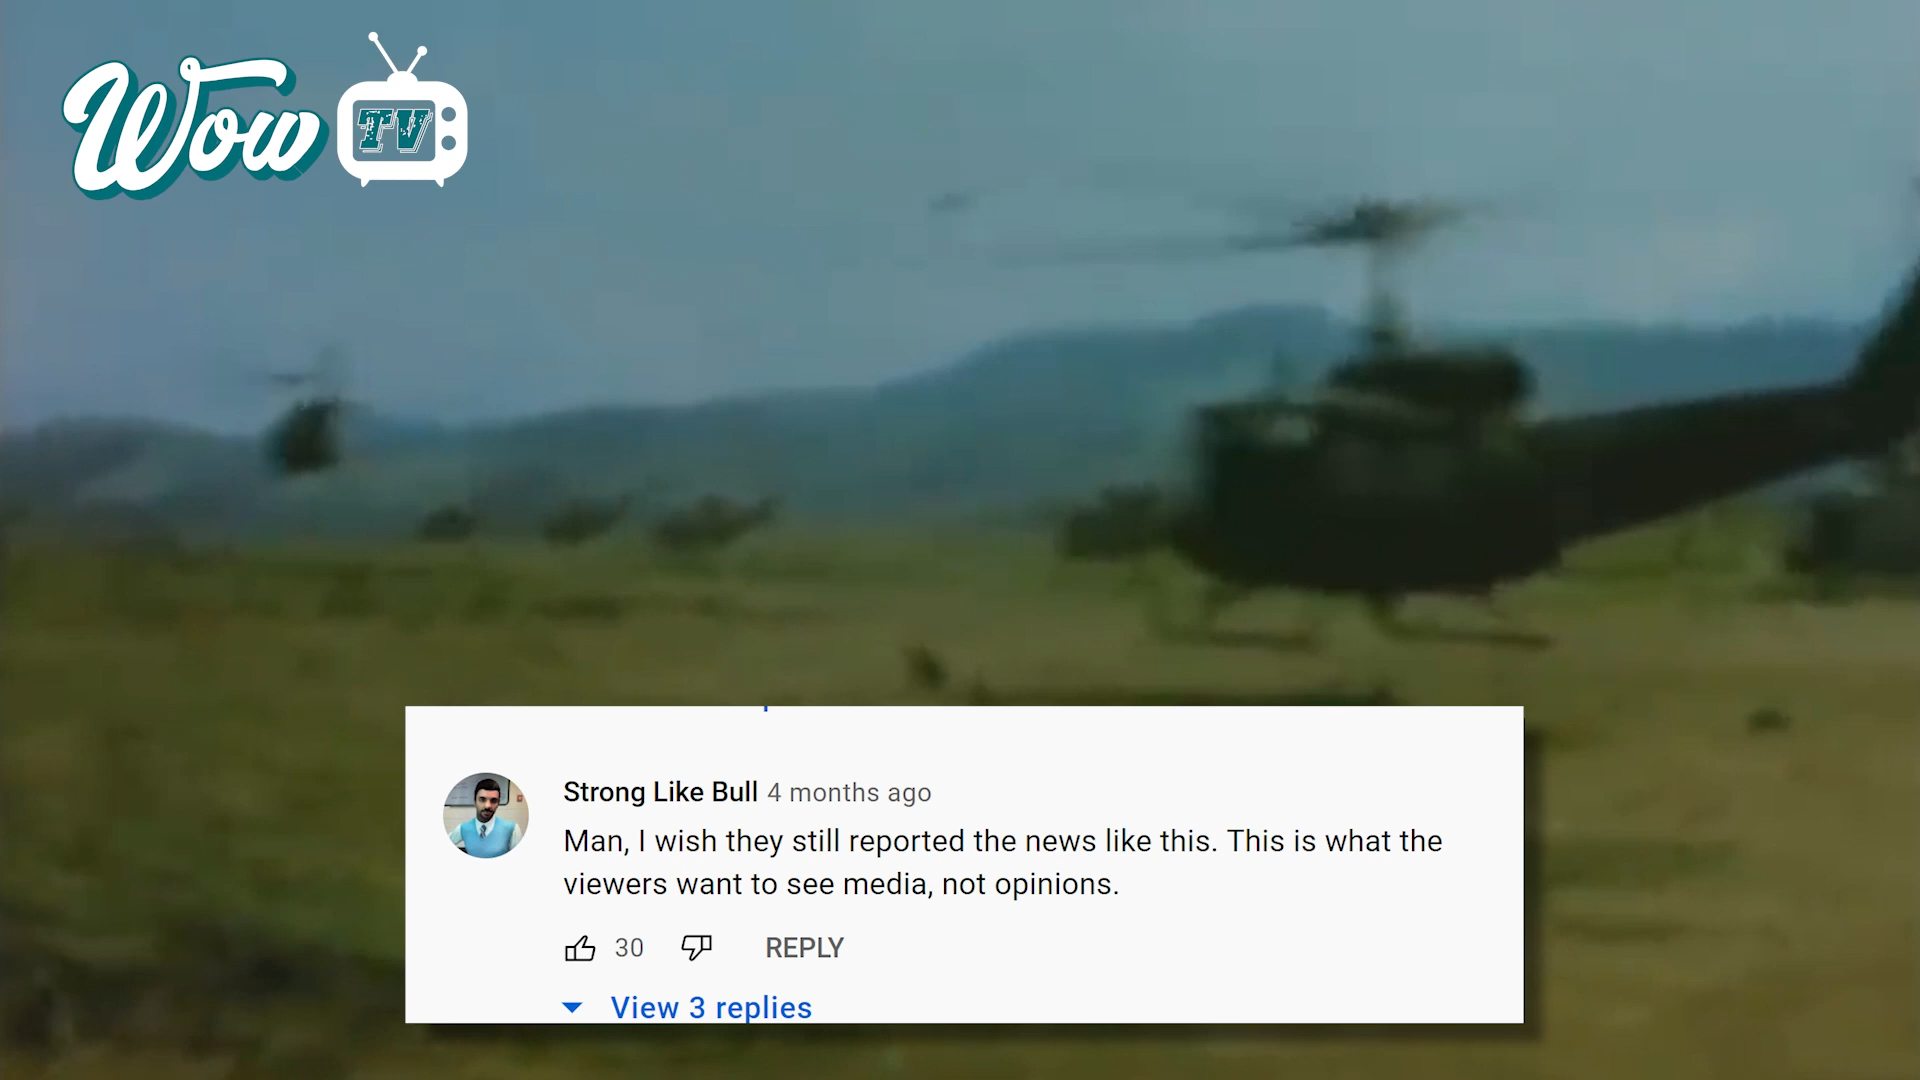 Wow TV
Strong Like Bull 4 months ago
Man, I wish they still reported the news like this. This is what the
viewers want to see media, not opinions.
30 REPLY
View 3 replies